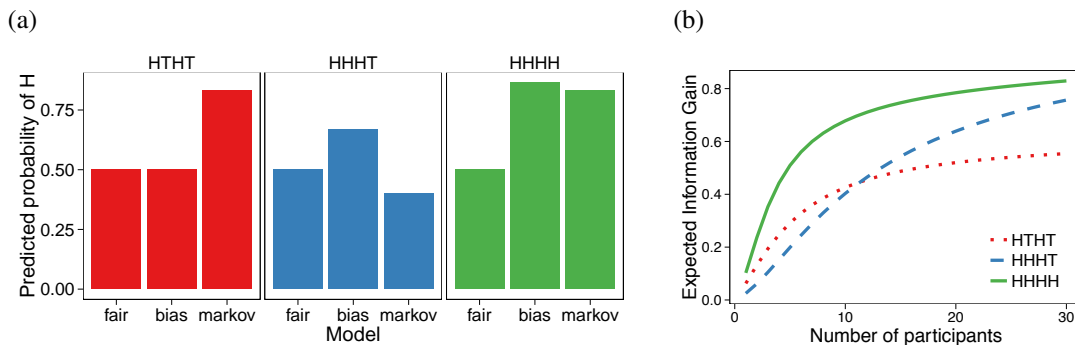 (a)
HTHT HHHT HHHH
Predicted probability of H
0.75
0.50
0.25
0.00
fair bias markov fair bias markov fair bias markov
Model
(b)
Expected Information Gain
0.8
0.6
0.4
0.2
0.0
HTHT
HHHT
HHHH
0 10 20 30
Number of participants